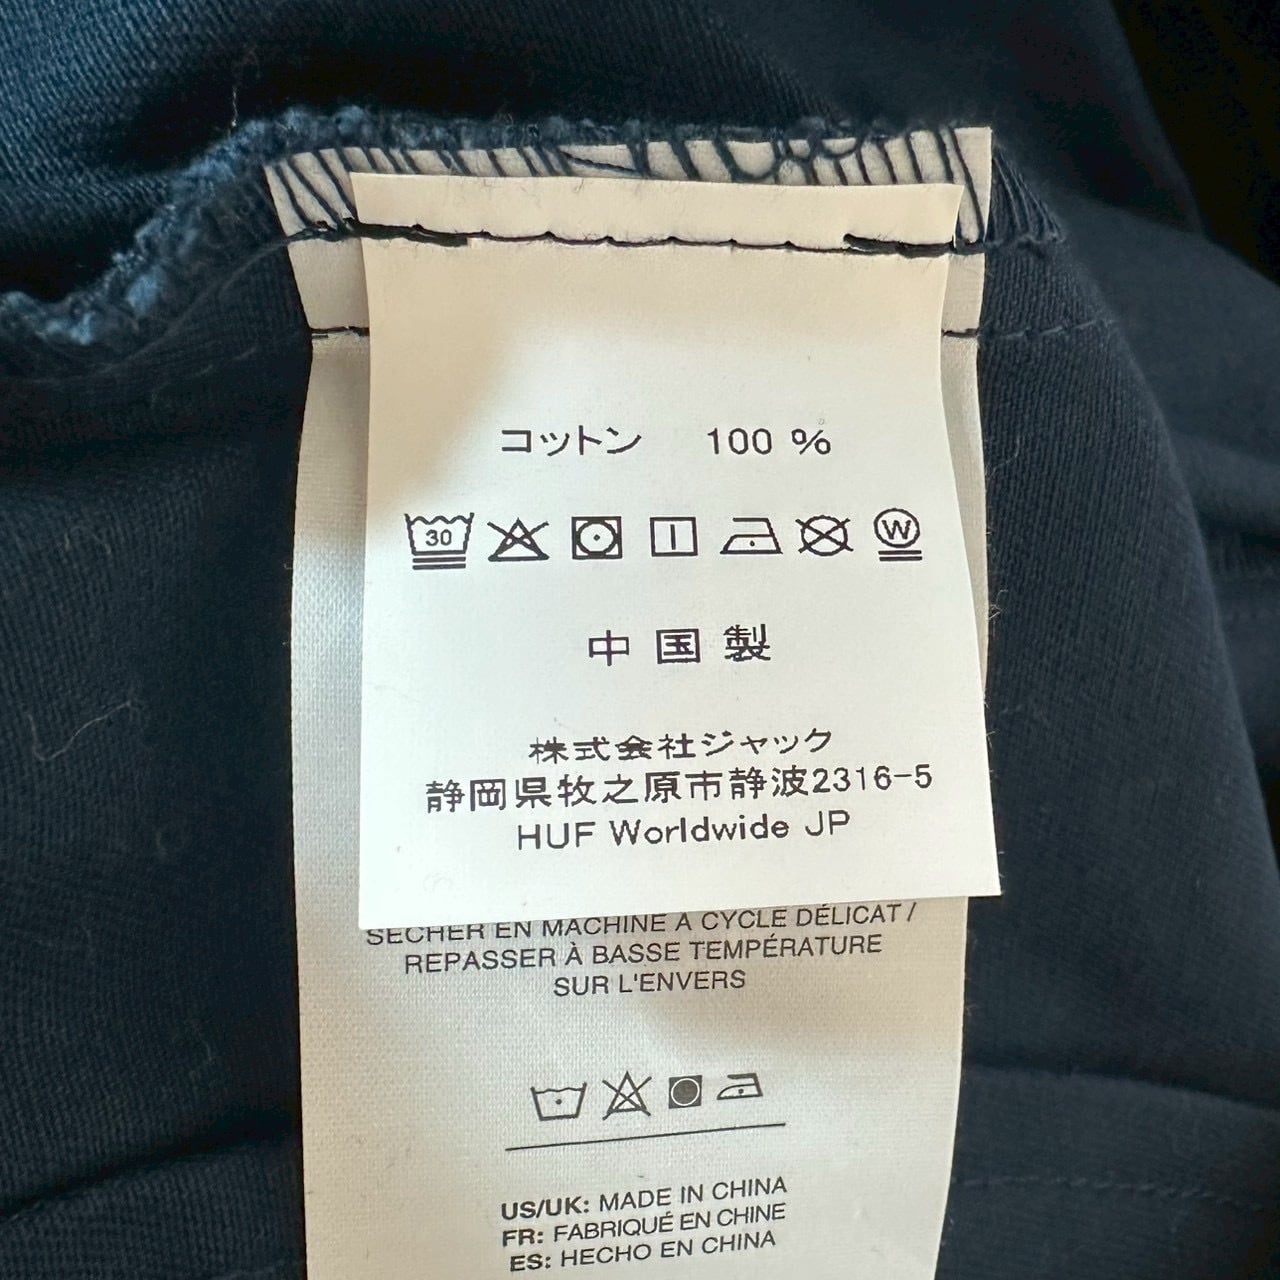 コットン 100 %
30
W
中国製
株式会社ジャック
静岡県牧之原市静波2316-5
HUF Worldwide JP
SÉCHER EN MACHINE À CYCLE DÉLICAT /
REPASSER À BASSE TEMPÉRATURE
SUR L'ENVERS
US/UK: MADE IN CHINA
FR: FABRIQUÉ EN CHINE
ES: HECHO EN CHINA